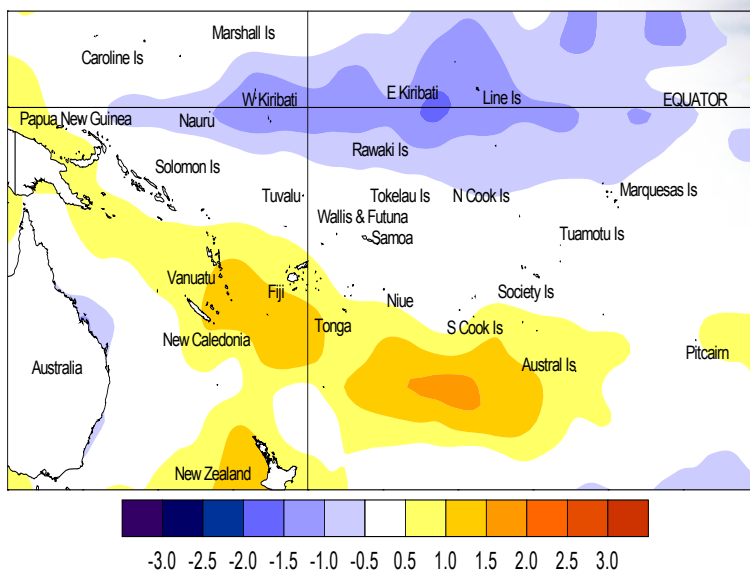 Marshall Is
Caroline Is
W Kiribati
E Kiribati
Line Is
EQUATOR
Papua New Guinea
Nauru
Rawaki Is
Solomon Is
Tuvalu
Tokelau Is
N Cook Is
Marquesas Is
Wallis & Futuna
Samoa
Tuamotu Is
Vanuatu
Fiji
Niue
Society Is
Tonga
S Cook Is
New Caledonia
Australia
Austral Is
Pitcairn
New Zealand
-3.0 -2.5 -2.0 -1.5 -1.0 -0.5 0.5 1.0 1.5 2.0 2.5 3.0